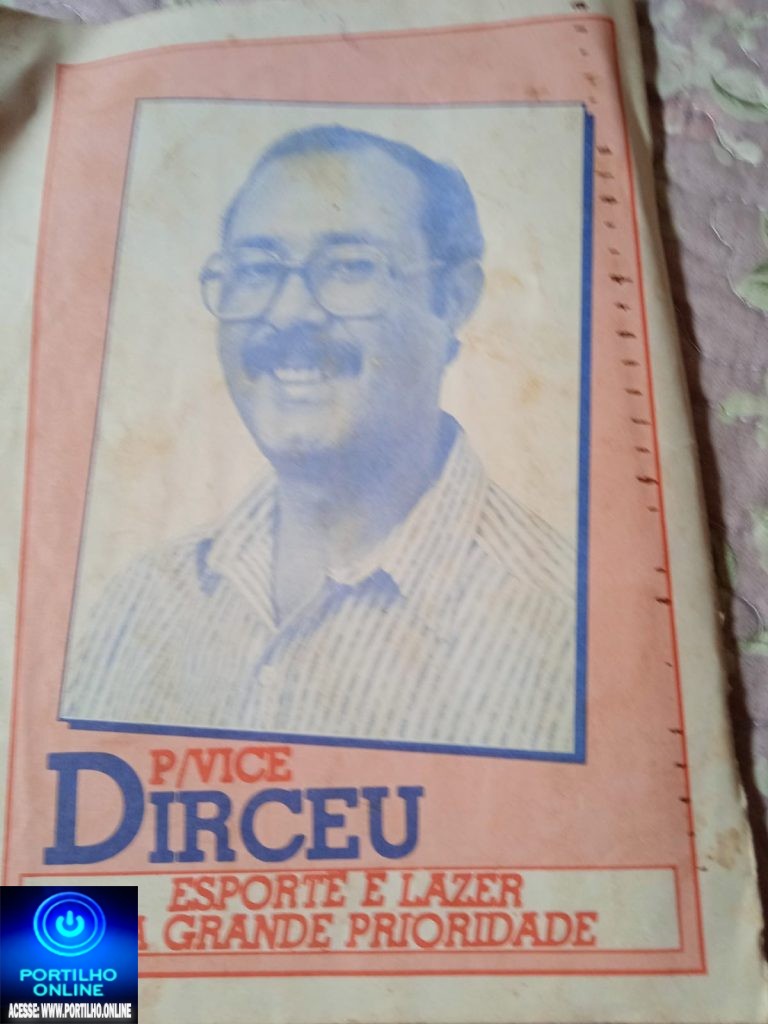 P/VICE
DIRCEU
ESPORTE E LAZER
A GRANDE PRIORIDADE
PORTILHO
ONLINE
ACESSE: WWW.PORTILHO.ONLINE